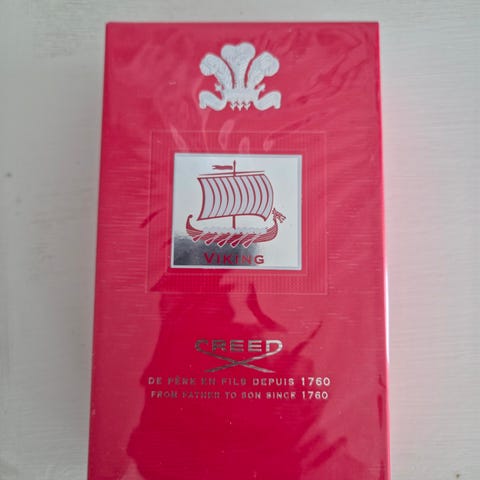 VIKING
CREED
DE PÈRE EN FILS DEPUIS 1760
FROM FATHER TO SON SINCE 1760